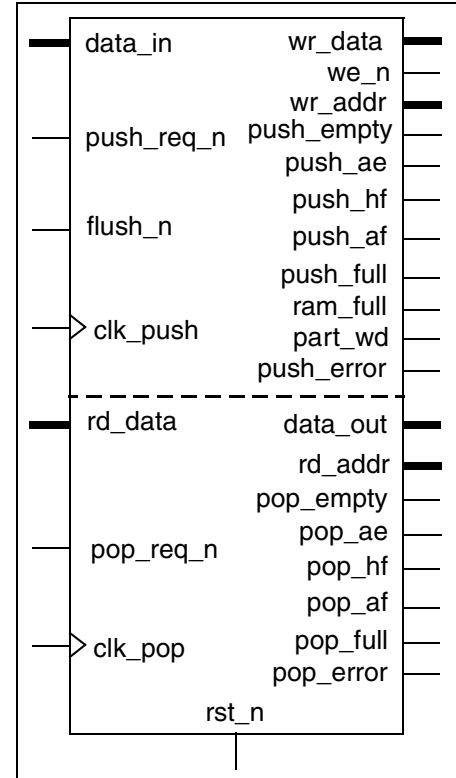 data_in
wr_data
we_n
wr_addr
push_req_n
push_empty
push_ae
push_hf
flush_n
push_af
push_full
ram_full
clk_push
part_wd
push_error
rd_data
data_out
rd_addr
pop_empty
pop_req_n
pop_ae
pop_hf
pop_af
clk_pop
pop_full
pop_error
rst_n